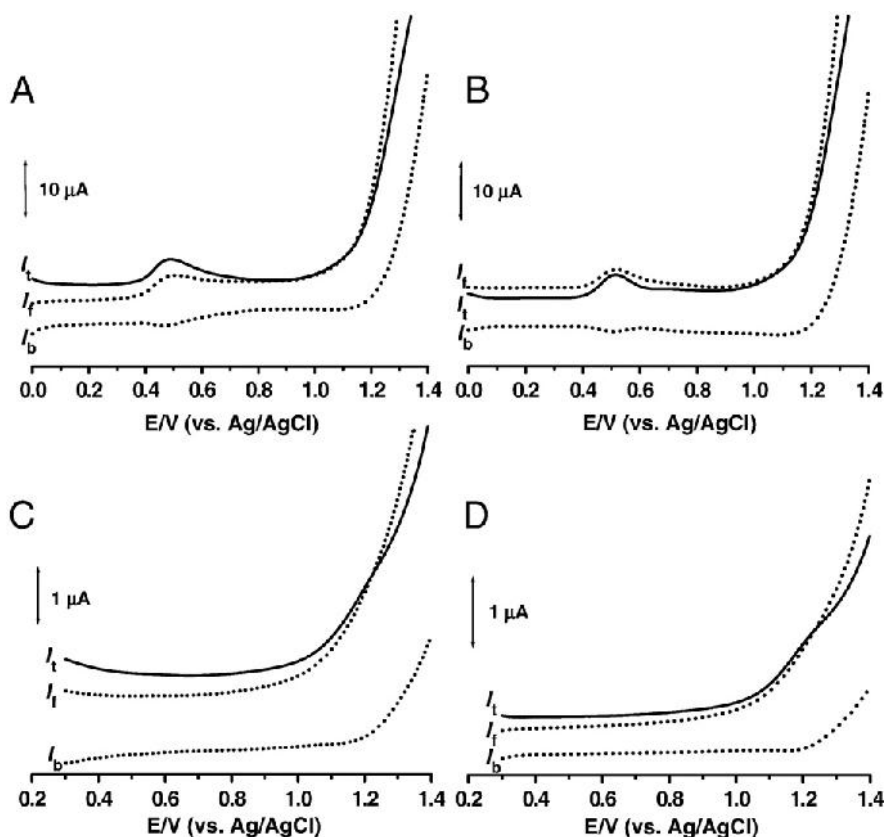 A
10 μA
It
If
Ib
0.0 0.2 0.4 0.6 0.8 1.0 1.2 1.4
E/V (vs. Ag/AgCl)
B
10 μA
If
It
Ib
0.0 0.2 0.4 0.6 0.8 1.0 1.2 1.4
E/V (vs. Ag/AgCl)
C
1 μA
It
If
Ib
0.2 0.4 0.6 0.8 1.0 1.2 1.4
E/V (vs. Ag/AgCl)
D
1 μA
It
If
Ib
0.2 0.4 0.6 0.8 1.0 1.2 1.4
E/V (vs. Ag/AgCl)